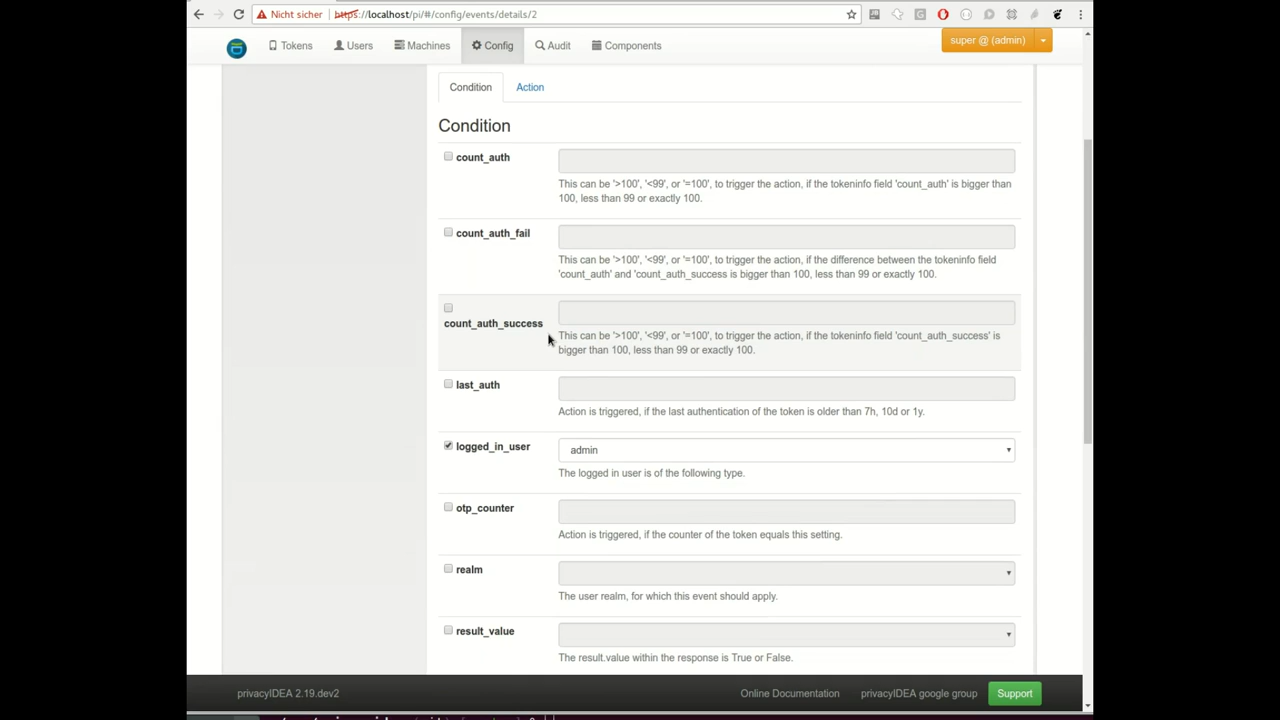 Nicht sicher https://localhost/pi/#/config/events/details/2
Tokens Users Machines Config Audit Components super @ (admin)
Condition Action
Condition
count_auth
This can be '>100', '<99', or '=100', to trigger the action, if the tokeninfo field 'count_auth' is bigger than
100, less than 99 or exactly 100.
count_auth_fail
This can be '>100', '<99', or '=100', to trigger the action, if the difference between the tokeninfo field
'count_auth' and 'count_auth_success is bigger than 100, less than 99 or exactly 100.
count_auth_success
This can be '>100', '<99', or '=100', to trigger the action, if the tokeninfo field 'count_auth_success' is
bigger than 100, less than 99 or exactly 100.
last_auth
Action is triggered, if the last authentication of the token is older than 7h, 10d or 1y.
logged_in_user admin
The logged in user is of the following type.
otp_counter
Action is triggered, if the counter of the token equals this setting.
realm
The user realm, for which this event should apply.
result_value
The result.value within the response is True or False.
privacyIDEA 2.19.dev2 Online Documentation privacyIDEA google group Support